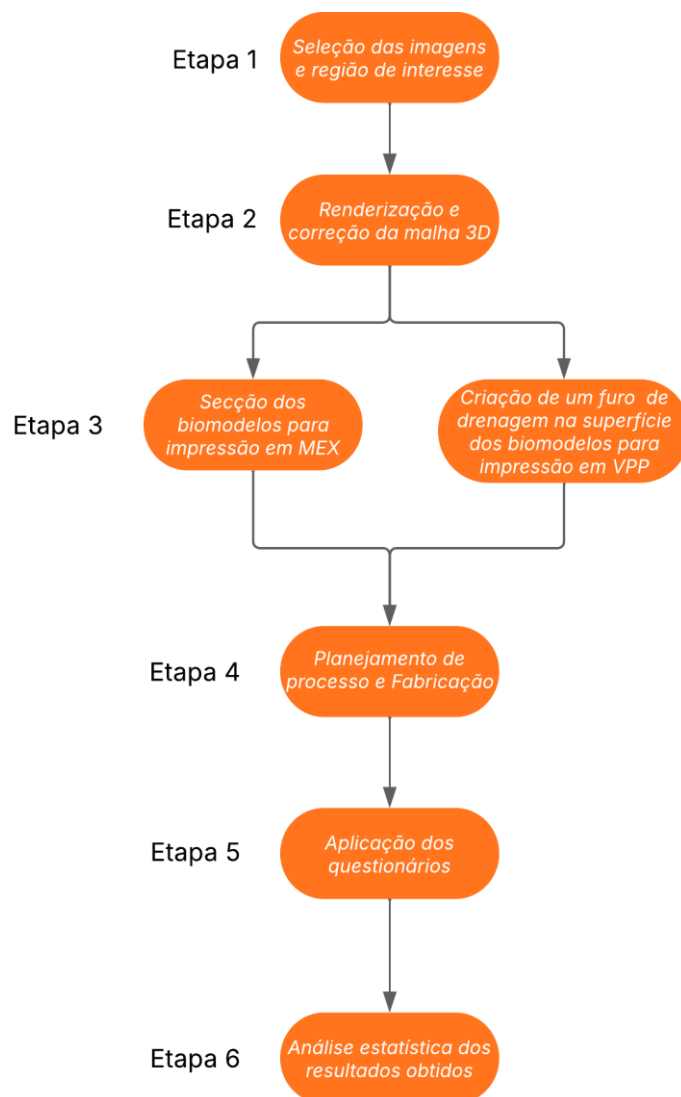 Etapa 1
Seleção das imagens
e região de interesse
Etapa 2
Renderização e
correção da malha 3D
Etapa 3
Secção dos
biomodelos para
impressão em MEX
Criação de um furo de
drenagem na superfície
dos biomodelos para
impressão em VPP
Etapa 4
Planejamento de
processo e Fabricação
Etapa 5
Aplicação dos
questionários
Etapa 6
Análise estatística dos
resultados obtidos